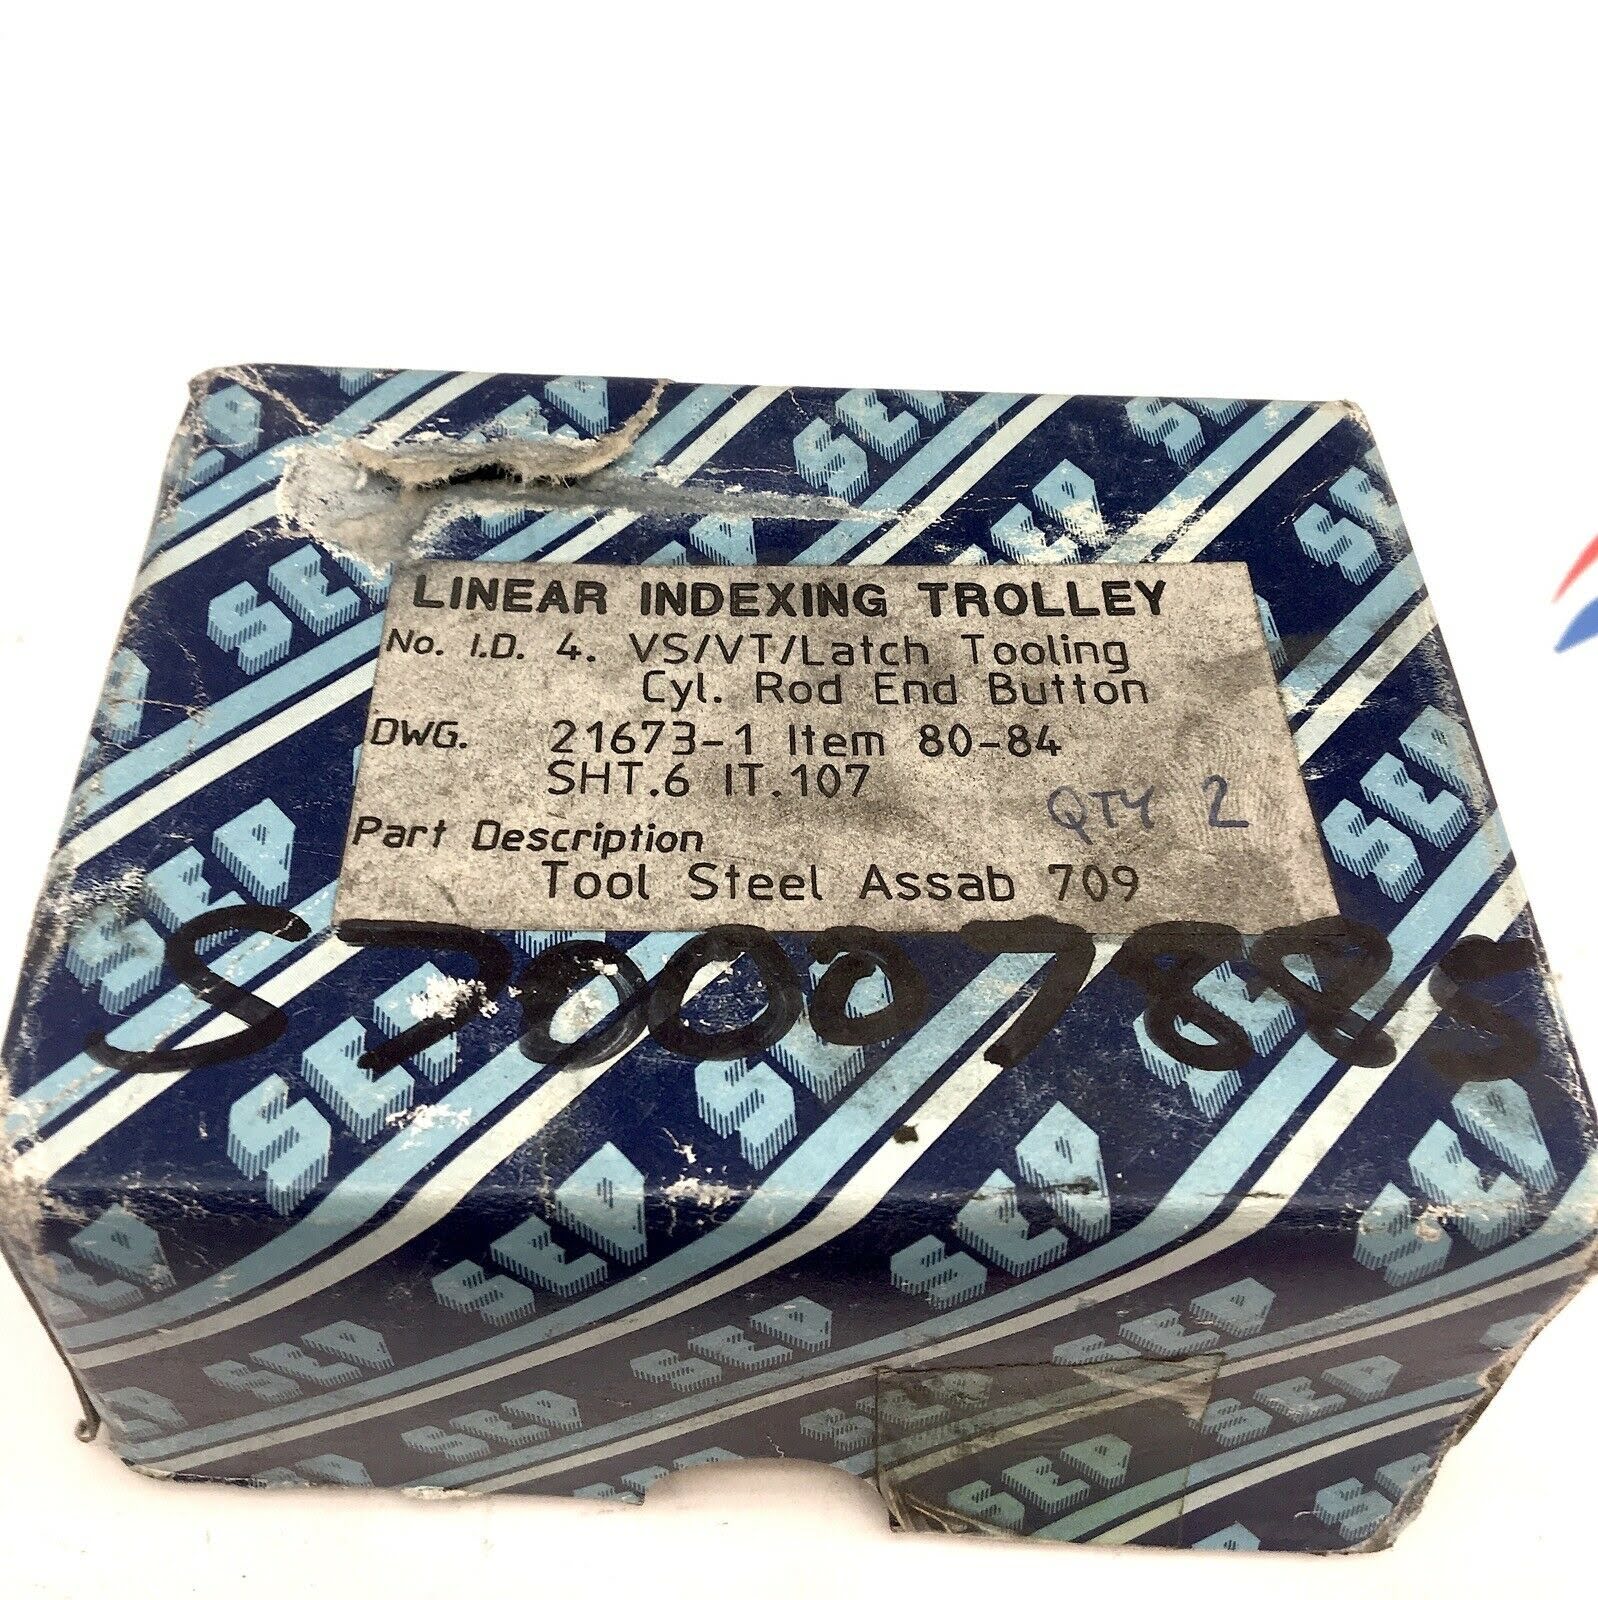 LINEAR INDEXING TROLLEY
No. I.D. 4. VS/VT/Latch Tooling
Cyl. Rod End Button
DWG. 21673-1 Item 80-84
SHT.6 IT.107
QTY 2
Part Description
Tool Steel Assab 709
S70007885